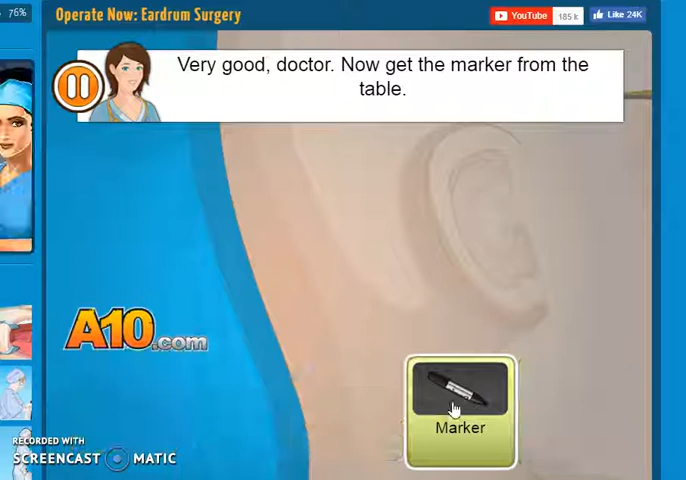 76%
Operate Now: Eardrum Surgery
YouTube 185k
Like 24K
Very good, doctor. Now get the marker from the
table.
A10.com
Marker
RECORDED WITH
SCREENCAST MATIC